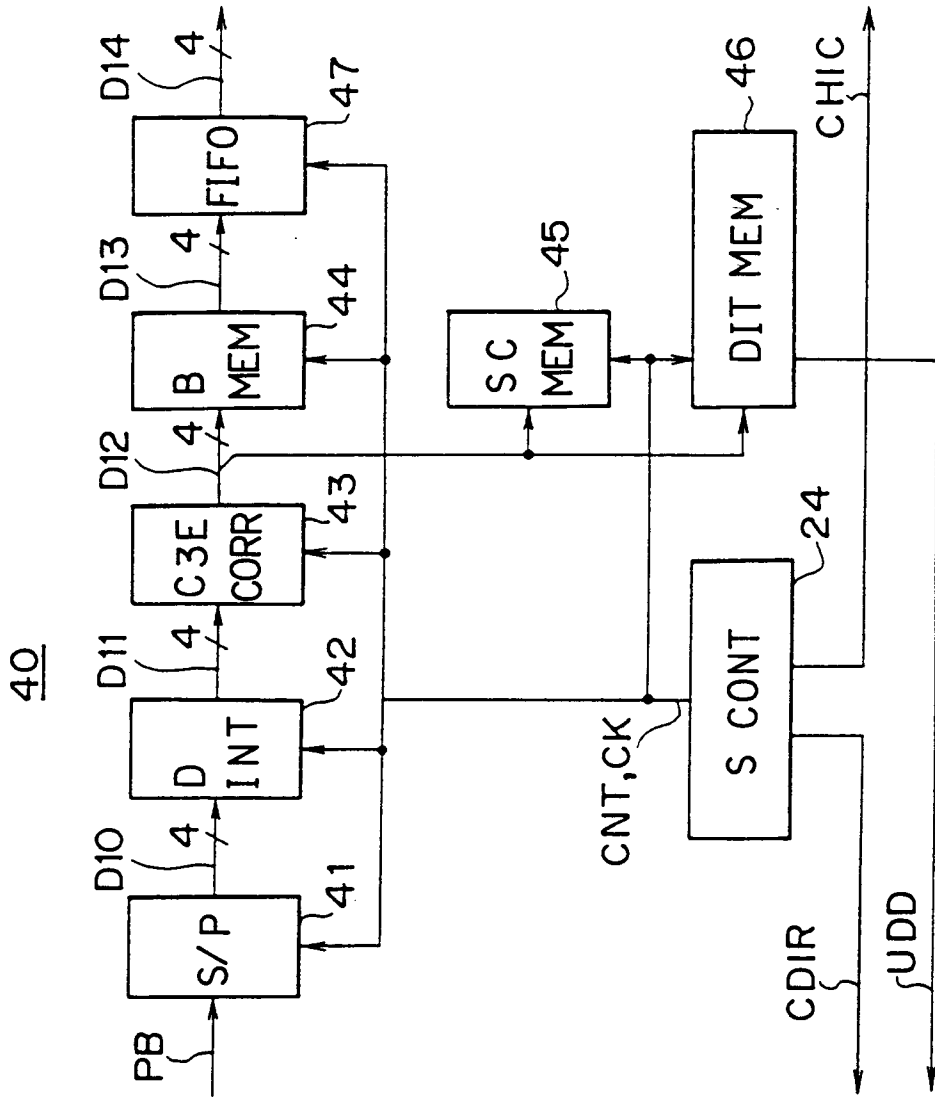 40
PB
S/P
41
D10
4
D
INT
42
D11
4
C3E
CORR
43
D12
4
B
MEM
44
D13
4
FIFO
47
D14
4
SC
MEM
45
DIT MEM
46
CNT,CK
S CONT
24
CDIR
CHIC
UDD